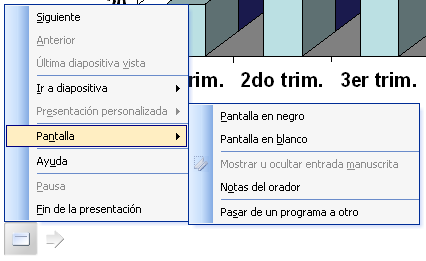 Siguiente
Anterior
Última diapositiva vista
Ir a diapositiva
Presentación personalizada
Pantalla
Ayuda
Pausa
Fin de la presentación
Pantalla en negro
Pantalla en blanco
Mostrar u ocultar entrada manuscrita
Notas del orador
Pasar de un programa a otro
rim. 2do trim. 3er trim.